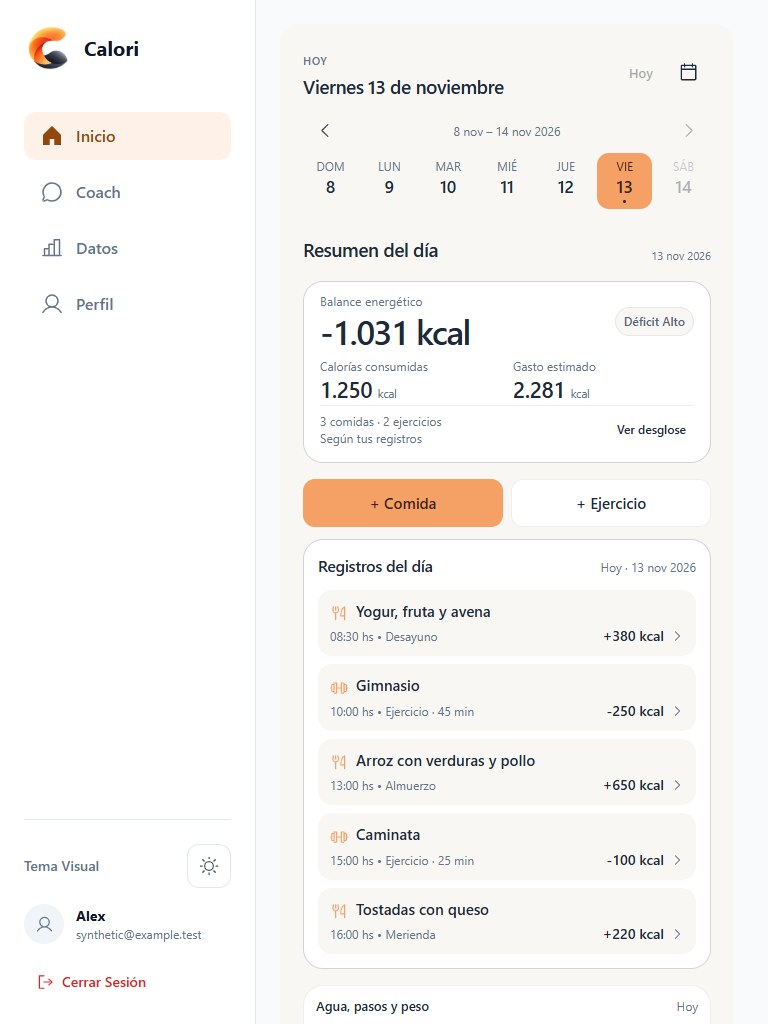 Calori
Inicio
Coach
Datos
Perfil
Tema Visual
Alex
synthetic@example.test
Cerrar Sesión
HOY
Viernes 13 de noviembre
Hoy
8 nov – 14 nov 2026
DOM LUN MAR MIÉ JUE VIE SÁB
8 9 10 11 12 13 14
Resumen del día
13 nov 2026
Balance energético
-1.031 kcal
Déficit Alto
Calorías consumidas Gasto estimado
1.250 kcal 2.281 kcal
3 comidas · 2 ejercicios
Según tus registros
Ver desglose
+ Comida + Ejercicio
Registros del día Hoy · 13 nov 2026
Yogur, fruta y avena
08:30 hs • Desayuno +380 kcal
Gimnasio
10:00 hs • Ejercicio · 45 min -250 kcal
Arroz con verduras y pollo
13:00 hs • Almuerzo +650 kcal
Caminata
15:00 hs • Ejercicio · 25 min -100 kcal
Tostadas con queso
16:00 hs • Merienda +220 kcal
Agua, pasos y peso Hoy